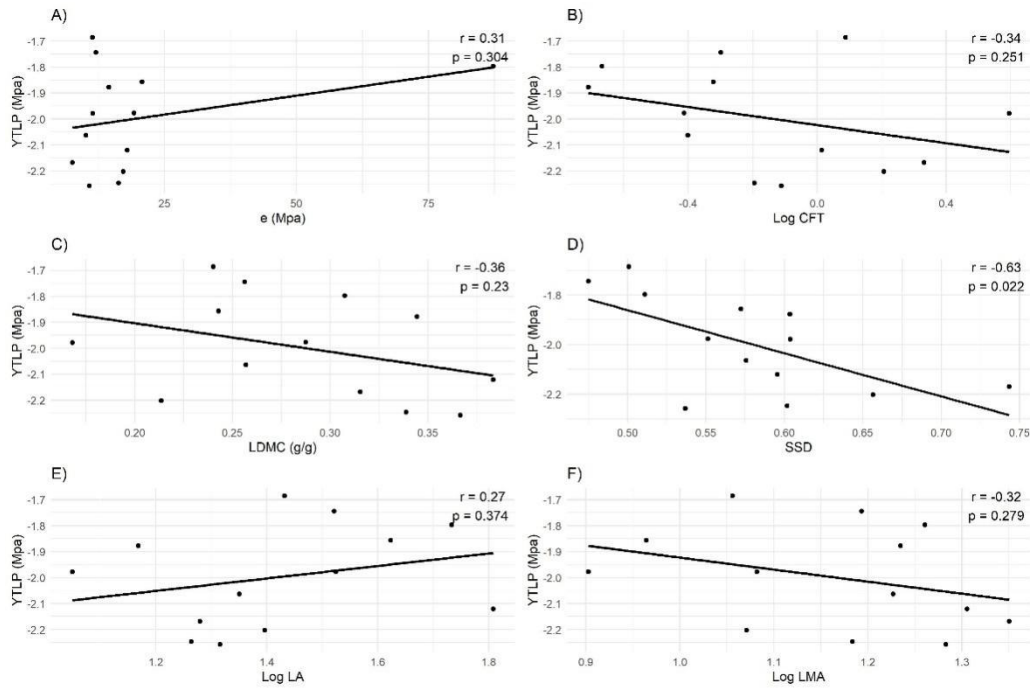 A)
r = 0.31
p = 0.304
-1.7
-1.8
-1.9
-2.0
-2.1
-2.2
YTLP (Mpa)
25
50
75
e (Mpa)
B)
r = -0.34
p = 0.251
-1.7
-1.8
-1.9
-2.0
-2.1
-2.2
YTLP (Mpa)
-0.4
0.0
0.4
Log CFT
C)
r = -0.36
p = 0.23
-1.7
-1.8
-1.9
-2.0
-2.1
-2.2
YTLP (Mpa)
0.20
0.25
0.30
0.35
LDMC (g/g)
D)
r = -0.63
p = 0.022
-1.8
-2.0
-2.2
YTLP (Mpa)
0.50
0.55
0.60
0.65
0.70
0.75
SSD
E)
r = 0.27
p = 0.374
-1.7
-1.8
-1.9
-2.0
-2.1
-2.2
YTLP (Mpa)
1.2
1.4
1.6
1.8
Log LA
F)
r = -0.32
p = 0.279
-1.7
-1.8
-1.9
-2.0
-2.1
-2.2
YTLP (Mpa)
0.9
1.0
1.1
1.2
1.3
Log LMA